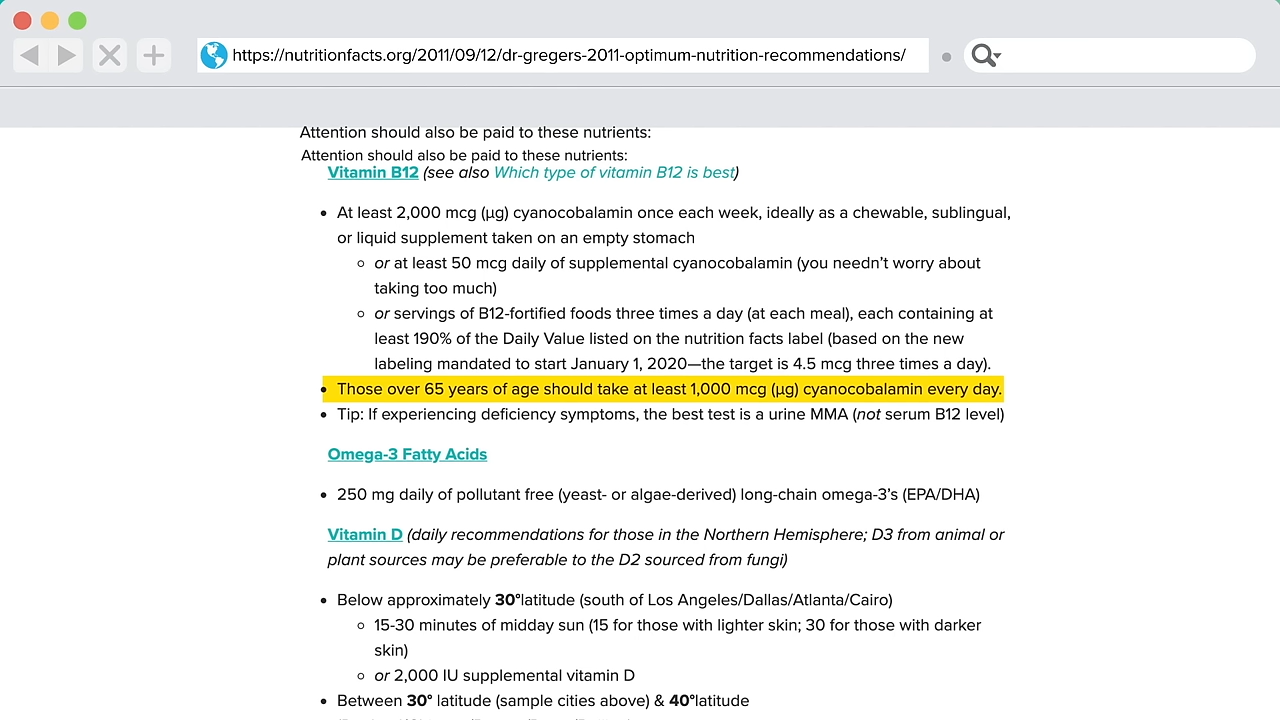 https://nutritionfacts.org/2011/09/12/dr-gregers-2011-optimum-nutrition-recommendations/
Attention should also be paid to these nutrients:
Attention should also be paid to these nutrients:
Vitamin B12 (see also Which type of vitamin B12 is best)
At least 2,000 mcg (µg) cyanocobalamin once each week, ideally as a chewable, sublingual,
or liquid supplement taken on an empty stomach
or at least 50 mcg daily of supplemental cyanocobalamin (you needn’t worry about
taking too much)
or servings of B12-fortified foods three times a day (at each meal), each containing at
least 190% of the Daily Value listed on the nutrition facts label (based on the new
labeling mandated to start January 1, 2020—the target is 4.5 mcg three times a day).
Those over 65 years of age should take at least 1,000 mcg (µg) cyanocobalamin every day.
Tip: If experiencing deficiency symptoms, the best test is a urine MMA (not serum B12 level)
Omega-3 Fatty Acids
250 mg daily of pollutant free (yeast- or algae-derived) long-chain omega-3’s (EPA/DHA)
Vitamin D (daily recommendations for those in the Northern Hemisphere; D3 from animal or
plant sources may be preferable to the D2 sourced from fungi)
Below approximately 30°latitude (south of Los Angeles/Dallas/Atlanta/Cairo)
15-30 minutes of midday sun (15 for those with lighter skin; 30 for those with darker
skin)
or 2,000 IU supplemental vitamin D
Between 30° latitude (sample cities above) & 40°latitude